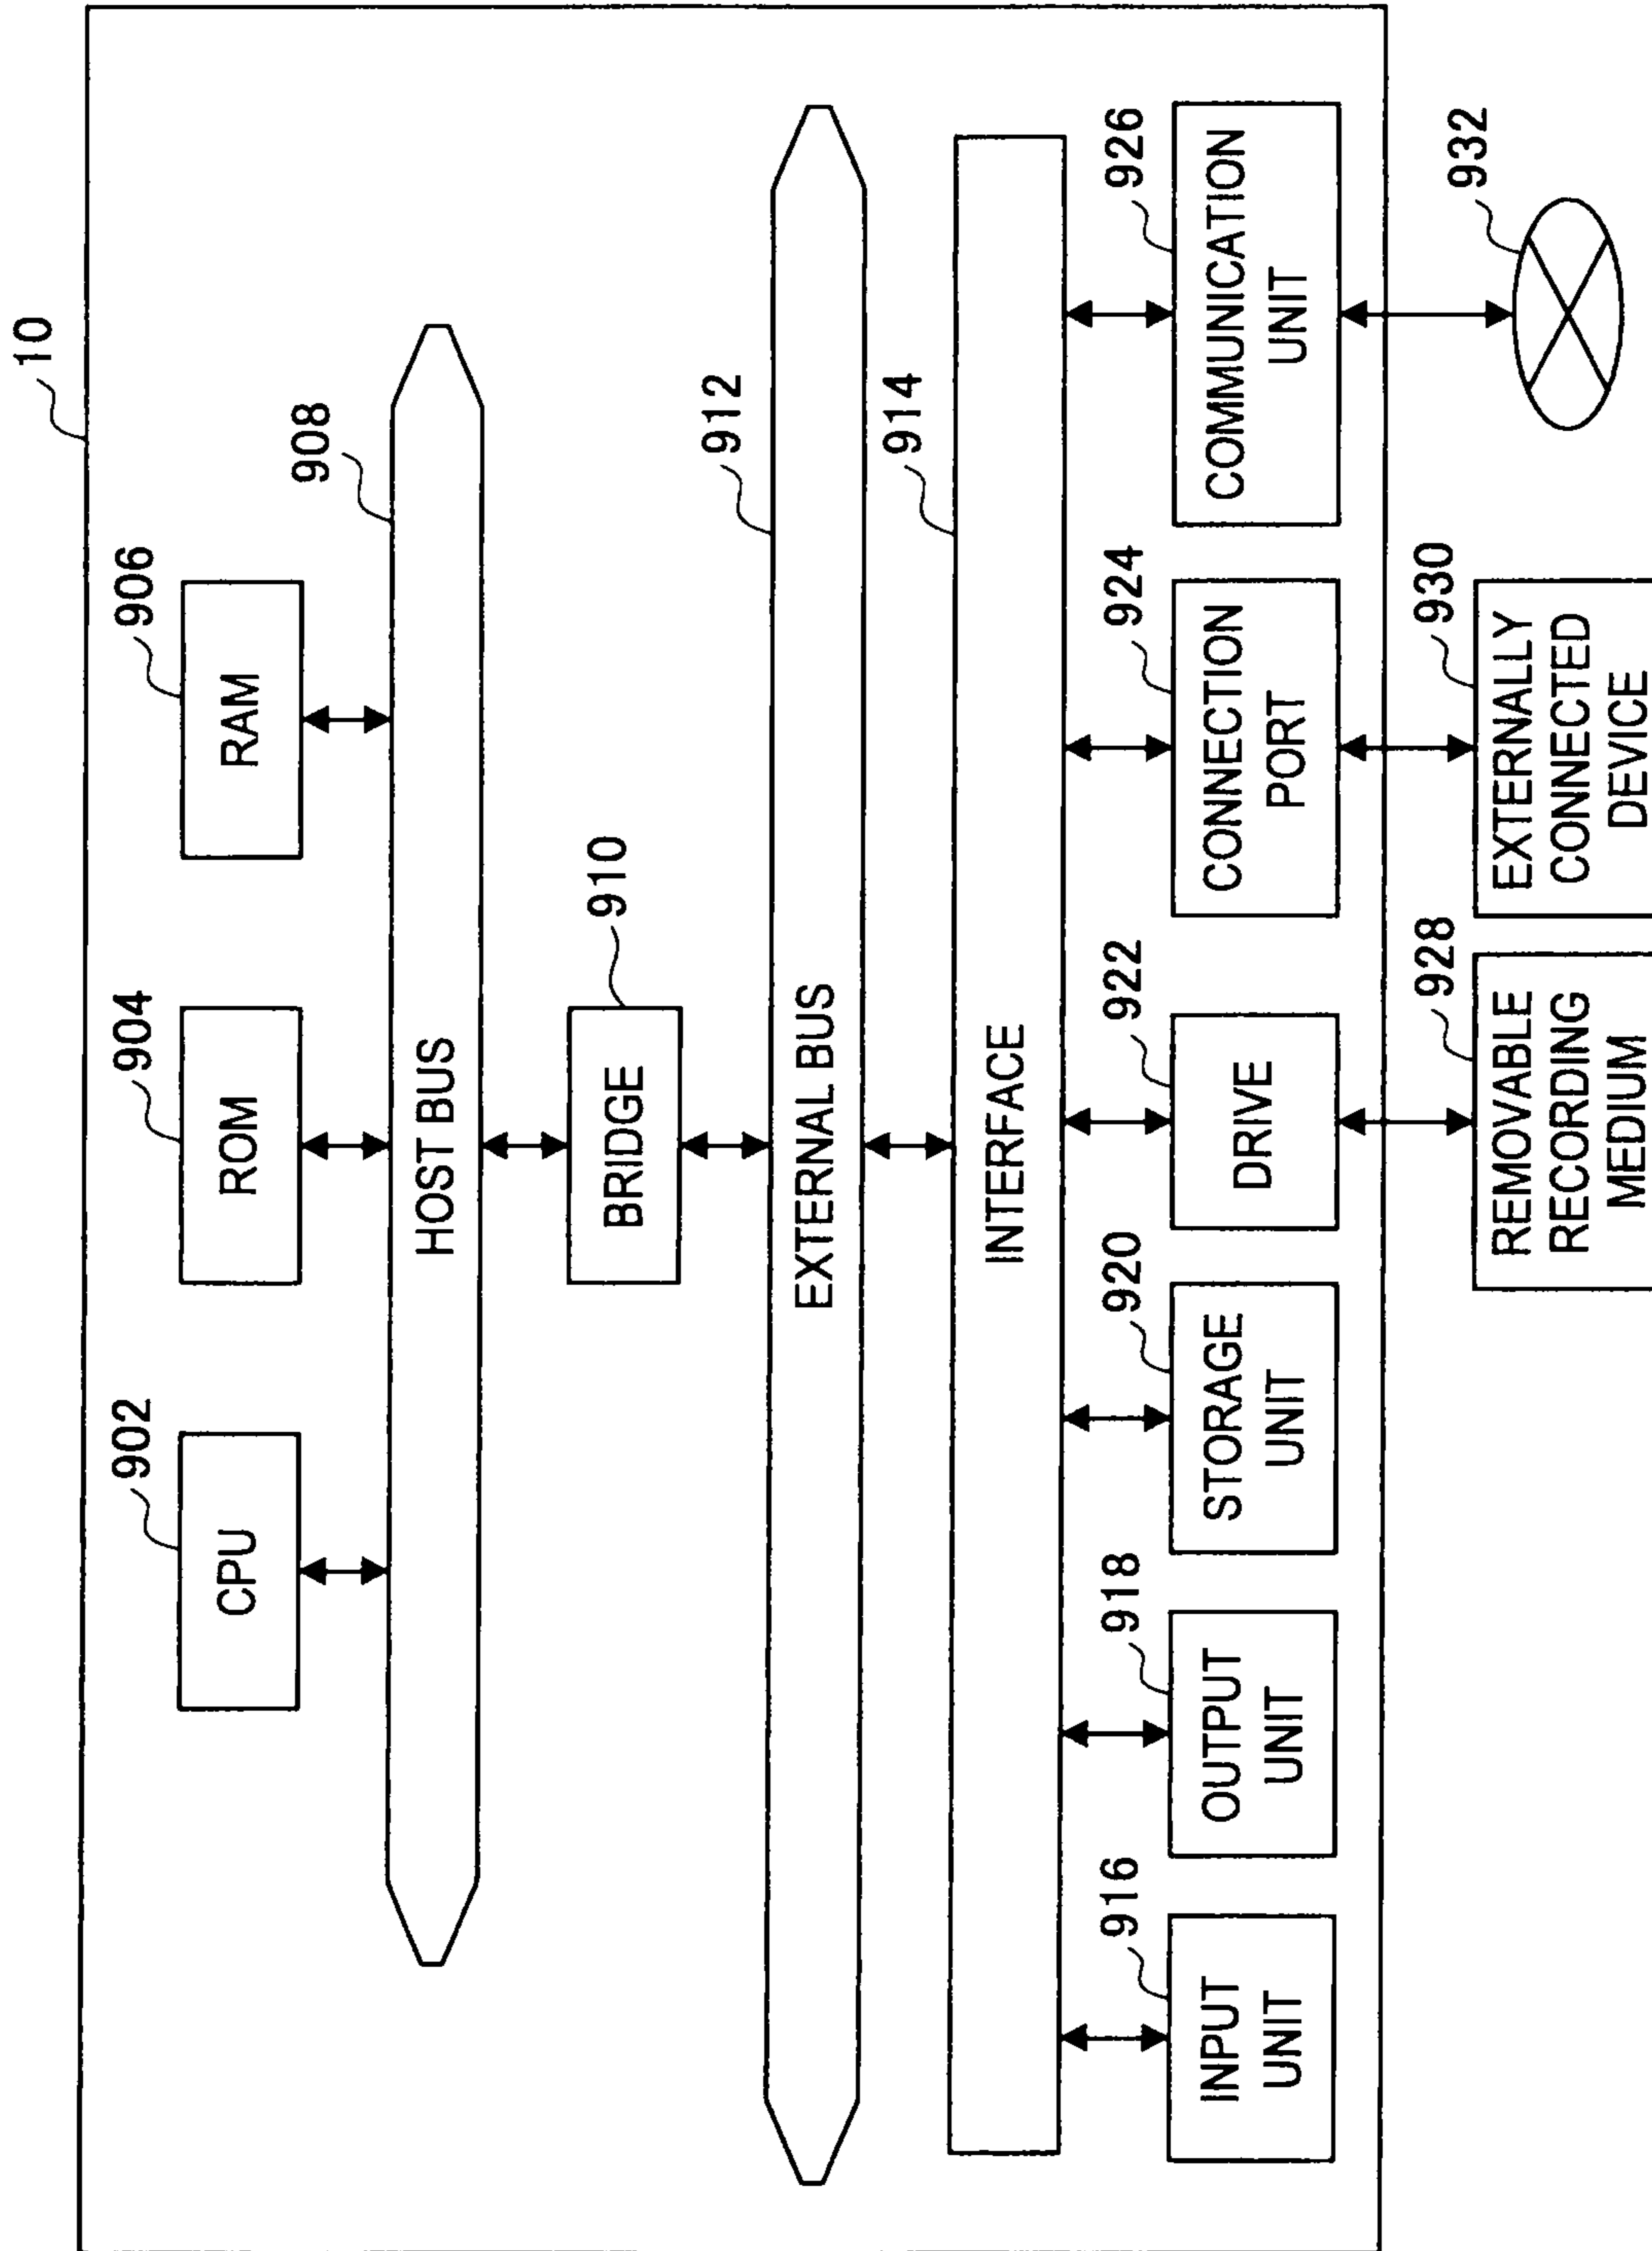 10
902
904
906
CPU
ROM
RAM
908
HOST BUS
910
BRIDGE
912
EXTERNAL BUS
914
INTERFACE
916
918
920
922
924
926
INPUT
UNIT
OUTPUT
UNIT
STORAGE
UNIT
DRIVE
CONNECTION
PORT
COMMUNICATION
UNIT
928
930
932
REMOVABLE
RECORDING
MEDIUM
EXTERNALLY
CONNECTED
DEVICE